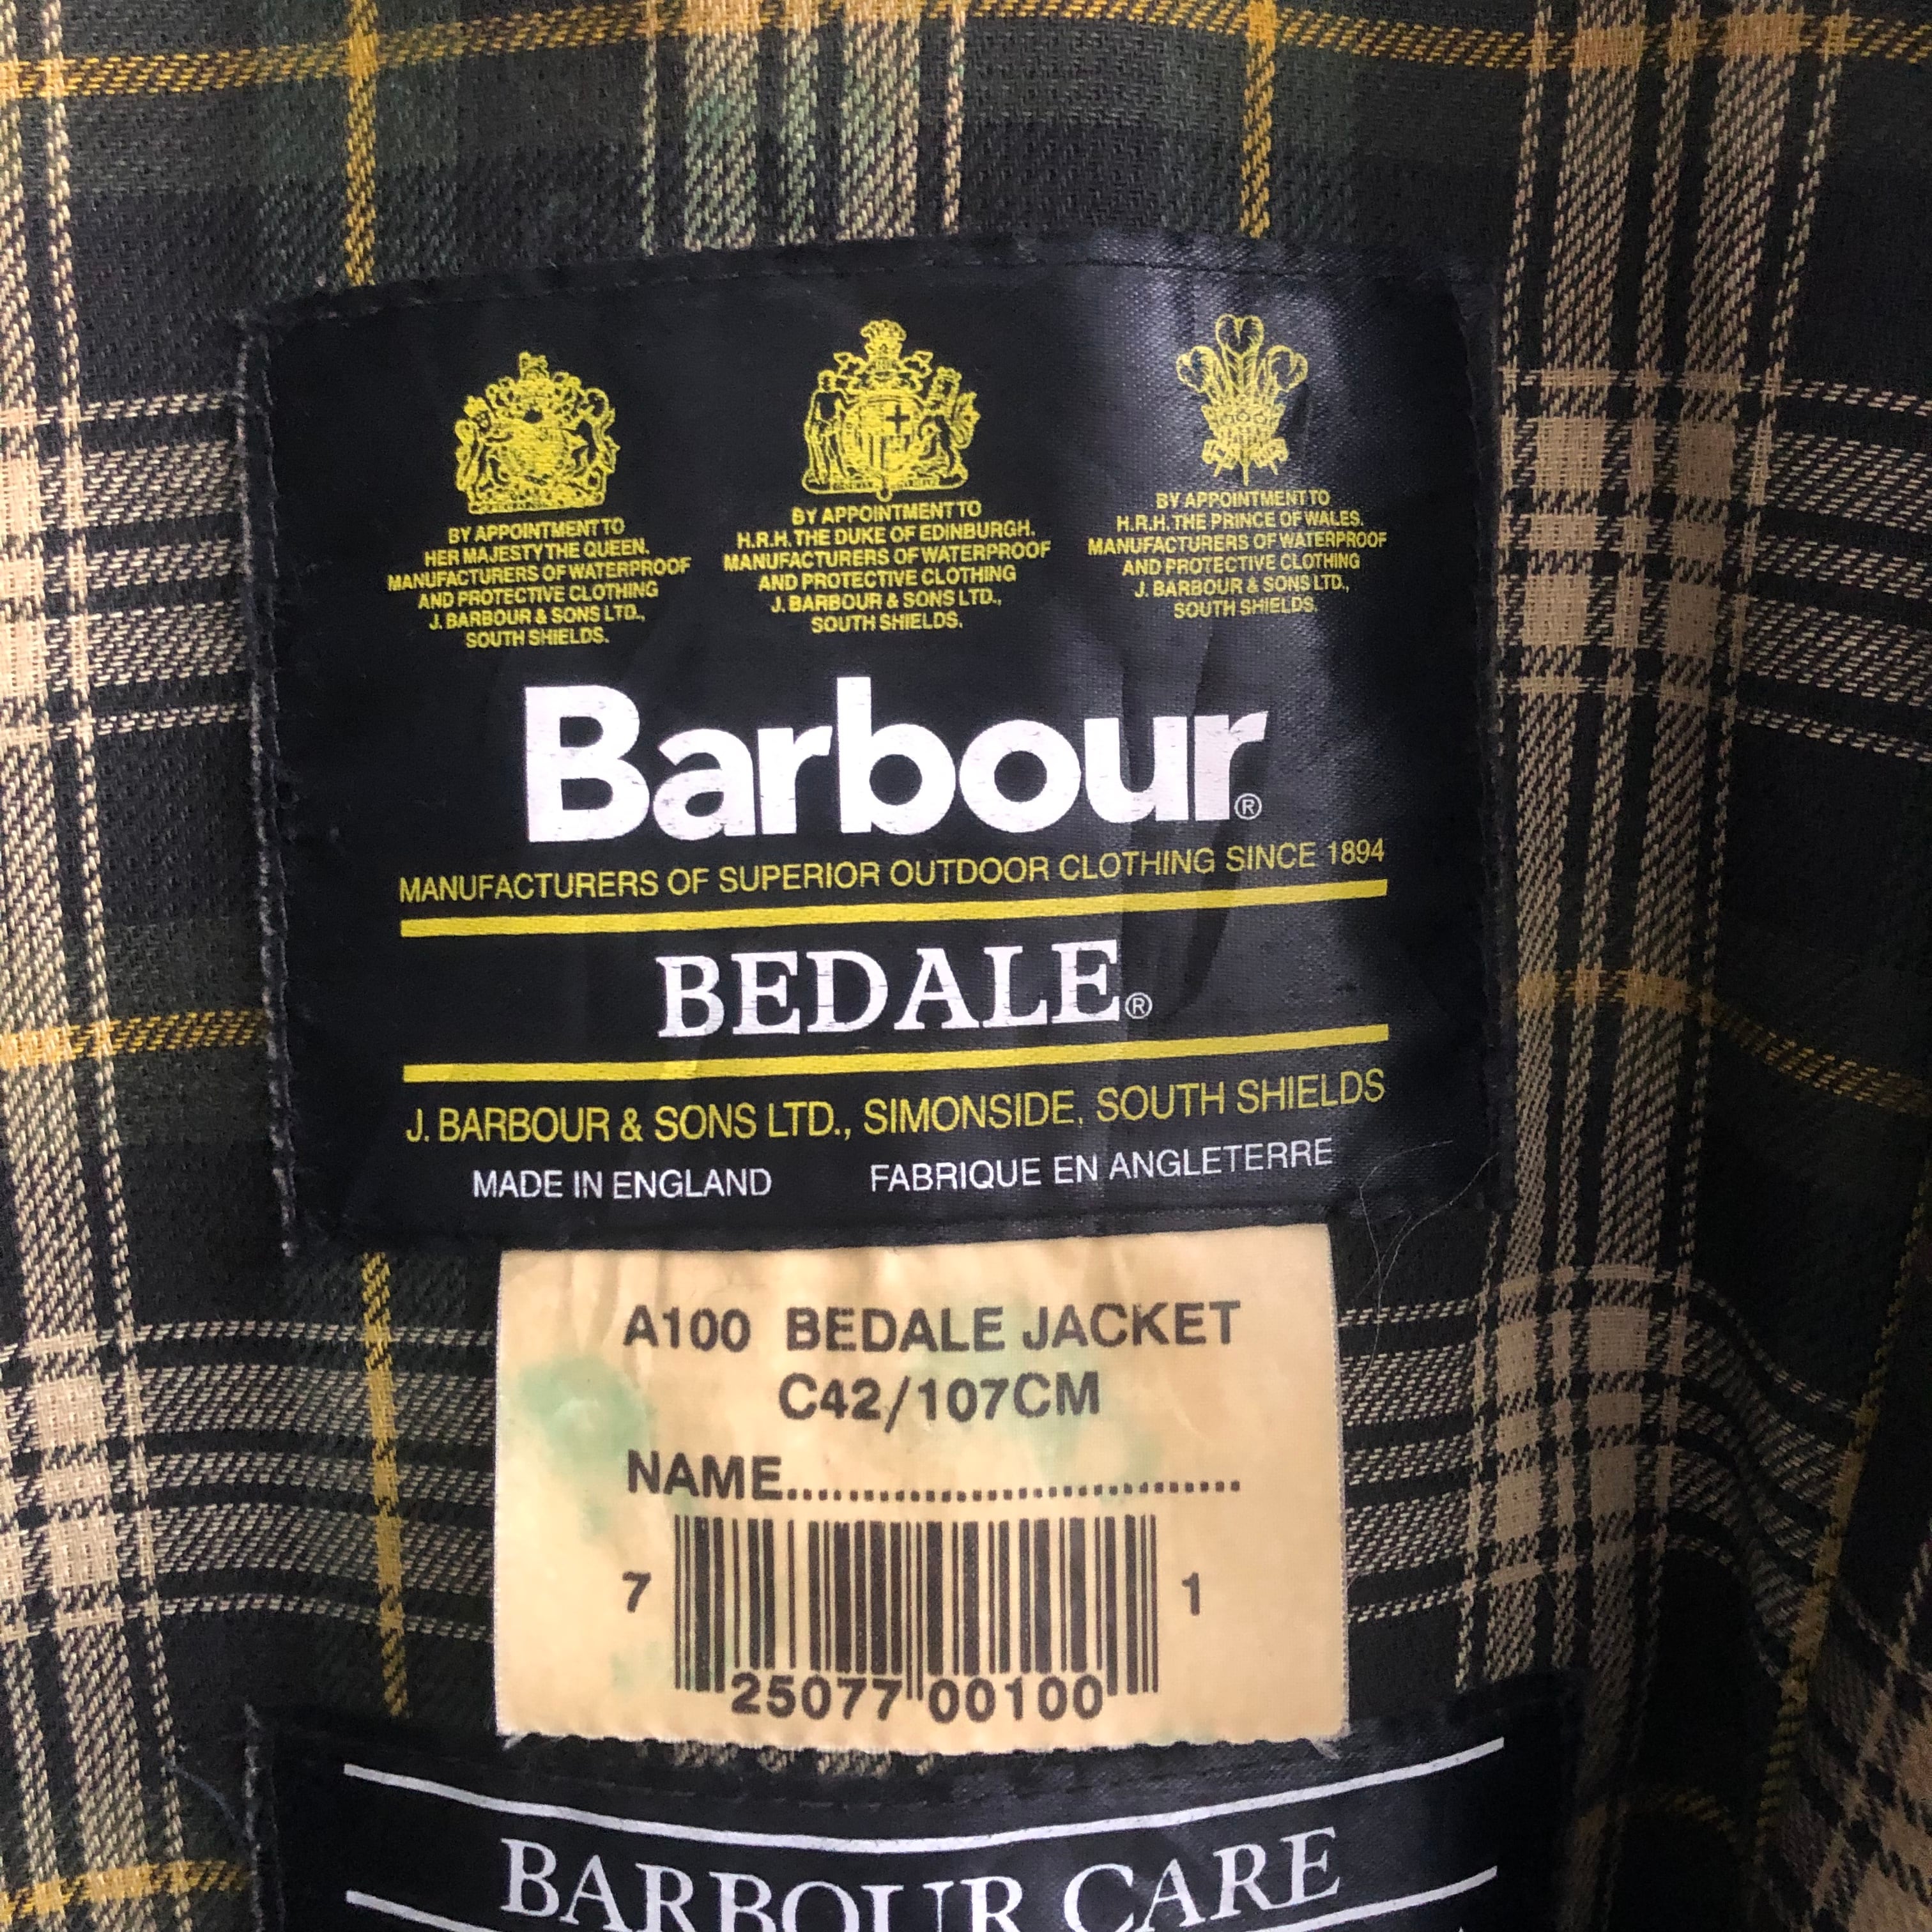 BY APPOINTMENT TO
HER MAJESTY THE QUEEN.
MANUFACTURERS OF WATERPROOF
AND PROTECTIVE CLOTHING
J. BARBOUR & SONS LTD.,
SOUTH SHIELDS.
BY APPOINTMENT TO
H.R.H. THE DUKE OF EDINBURGH.
MANUFACTURERS OF WATERPROOF
AND PROTECTIVE CLOTHING
J. BARBOUR & SONS LTD.,
SOUTH SHIELDS.
BY APPOINTMENT TO
H.R.H. THE PRINCE OF WALES.
MANUFACTURERS OF WATERPROOF
AND PROTECTIVE CLOTHING
J. BARBOUR & SONS LTD.,
SOUTH SHIELDS.
Barbour®
MANUFACTURERS OF SUPERIOR OUTDOOR CLOTHING SINCE 1894
BEDALE®
J. BARBOUR & SONS LTD., SIMONSIDE, SOUTH SHIELDS
MADE IN ENGLAND FABRIQUE EN ANGLETERRE
A100 BEDALE JACKET
C42/107CM
NAME..............................
7 25077 00100 1
BARBOUR CARE